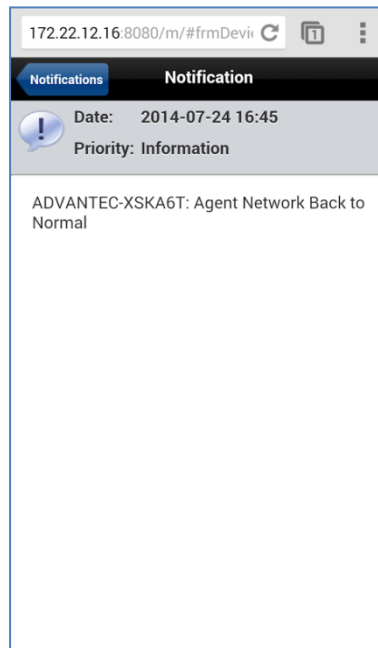 172.22.12.16:8080/m/#frmDevi
1
Notifications
Notification
Date: 2014-07-24 16:45
Priority: Information
ADVANTEC-XSKA6T: Agent Network Back to
Normal